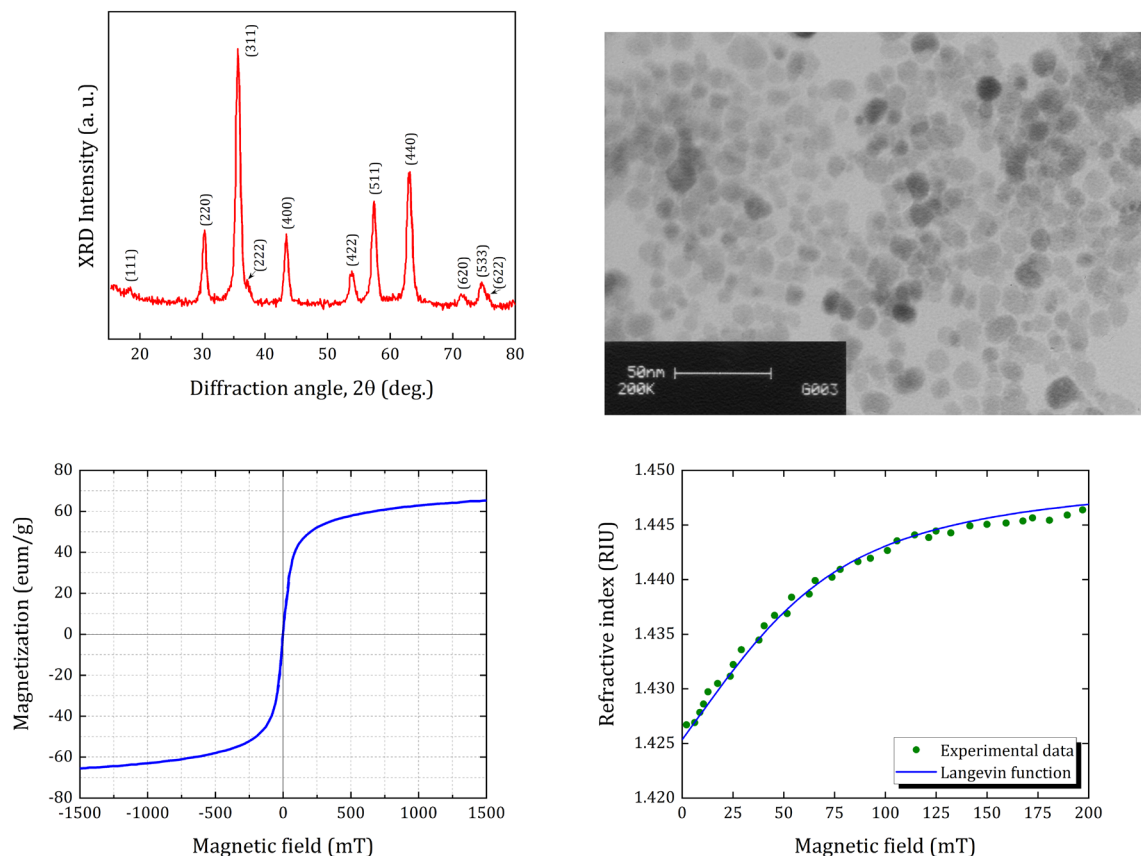 XRD Intensity (a. u.)
(111)
(220)
(311)
(222)
(400)
(422)
(511)
(440)
(620)
(533)
(622)
20 30 40 50 60 70 80
Diffraction angle, 2θ (deg.)
50nm
200K G003
Magnetization (eum/g)
80
60
40
20
0
-20
-40
-60
-80
-1500 -1000 -500 0 500 1000 1500
Magnetic field (mT)
Refractive index (RIU)
1.450
1.445
1.440
1.435
1.430
1.425
1.420
Experimental data
Langevin function
0 25 50 75 100 125 150 175 200
Magnetic field (mT)